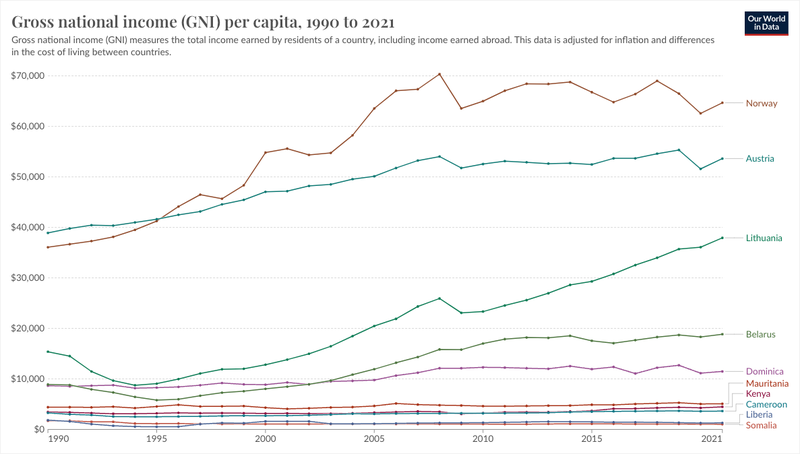 Gross national income (GNI) per capita, 1990 to 2021
Our World
in Data
Gross national income (GNI) measures the total income earned by residents of a country, including income earned abroad. This data is adjusted for inflation and differences
in the cost of living between countries.
$70,000
$60,000
$50,000
$40,000
$30,000
$20,000
$10,000
$0
Norway
Austria
Lithuania
Belarus
Dominica
Mauritania
Kenya
Cameroon
Liberia
Somalia
1990 1995 2000 2005 2010 2015 2021